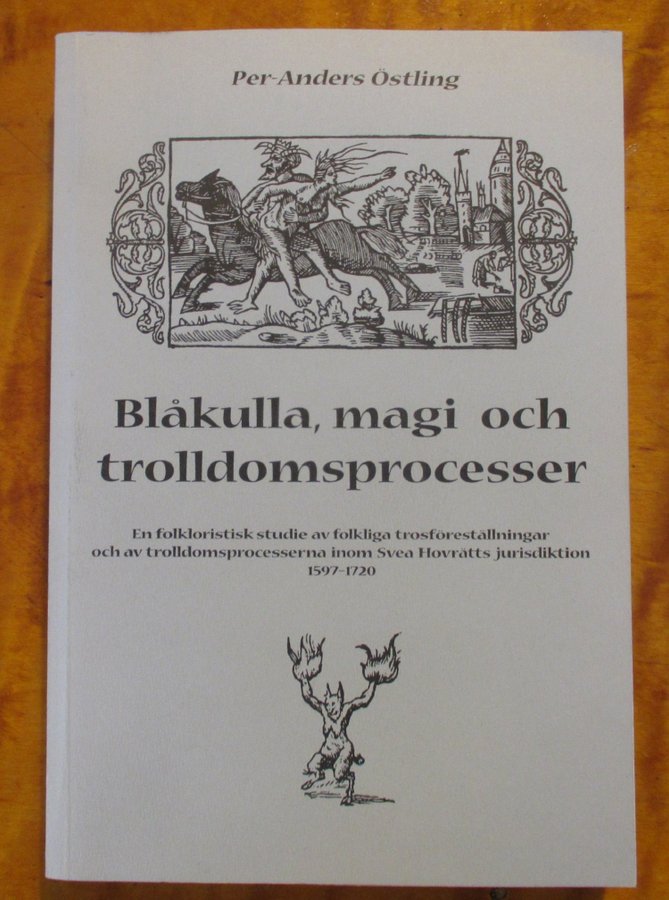 Per-Anders Östling
Blåkulla, magi och
trolldomsprocesser
En folkloristisk studie av folkliga trosföreställningar
och av trolldomsprocesserna inom Svea Hovrätts jurisdiktion
1597-1720